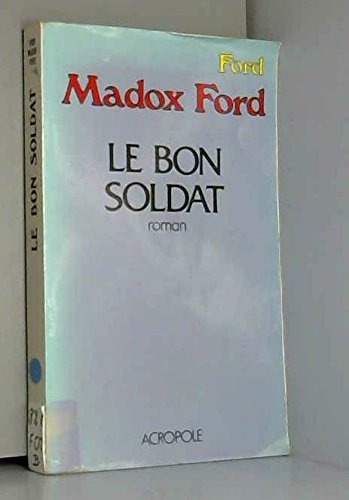 Ford
Madox Ford
LE BON
SOLDAT
roman
ACROPOLE
LE BON SOLDAT